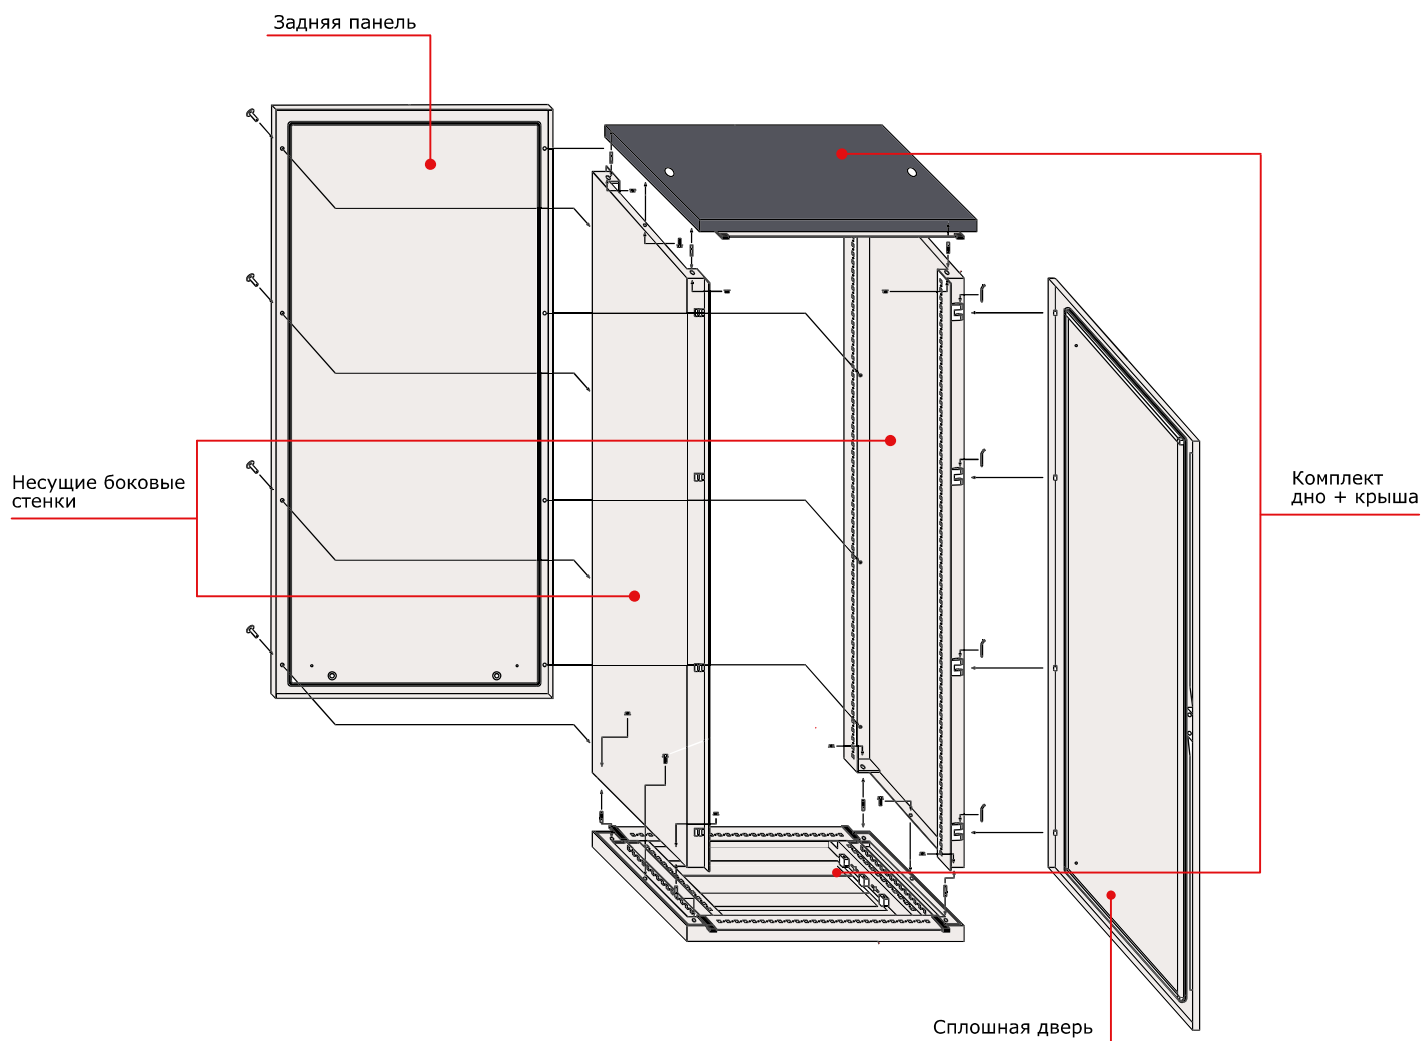 Задняя панель
Несущие боковые
стенки
Комплект
дно + крыша
Сплошная дверь